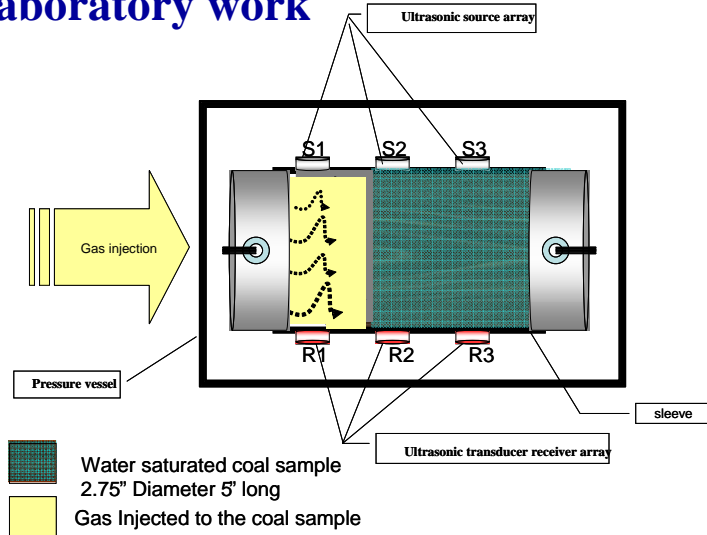 aboratory work
Ultrasonic source array
S1 S2 S3
Gas injection
R1 R2 R3
Pressure vessel
sleeve
Ultrasonic transducer receiver array
Water saturated coal sample
2.75” Diameter 5” long
Gas Injected to the coal sample